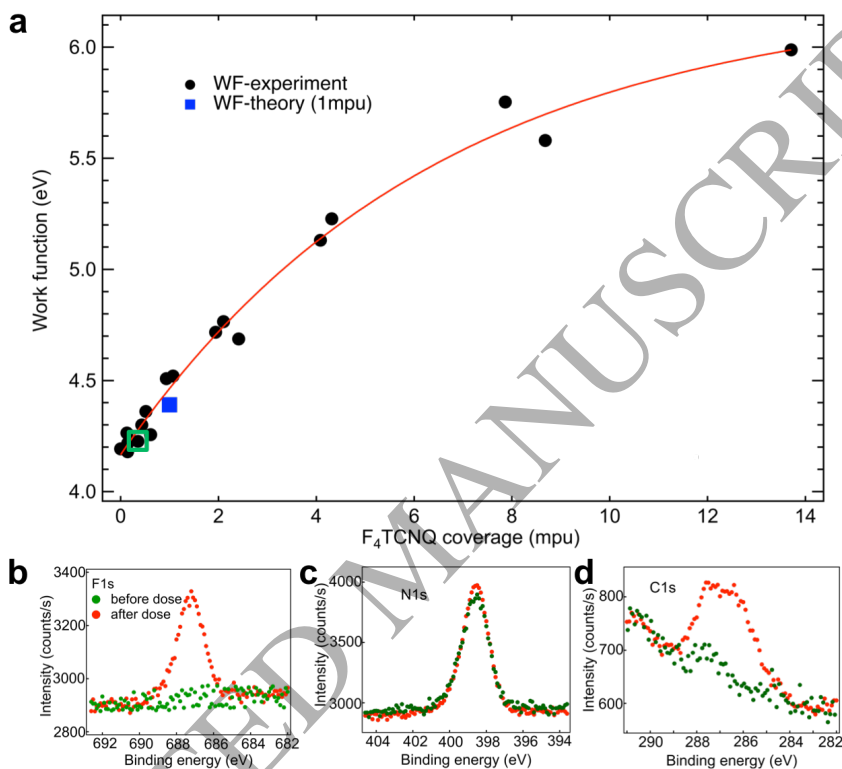 a
6.0
5.5
5.0
4.5
4.0
Work function (eV)
WF-experiment
WF-theory (1mpu)
0 2 4 6 8 10 12 14
F4TCNQ coverage (mpu)
TED MANUSCRI
b
F1s
before dose
after dose
3400
3200
3000
2800
Intensity (counts/s)
692 690 688 686 684 682
Binding energy (eV)
c
N1s
4000
3500
3000
Intensity (counts/s)
404 402 400 398 396 394
Binding energy (eV)
d
C1s
800
700
600
Intensity (counts/s)
290 288 286 284 282
Binding energy (eV)